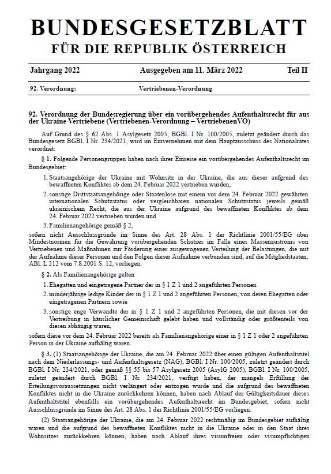 BUNDESGESETZBLATT
FÜR DIE REPUBLIK ÖSTERREICH
Jahrgang 2022 Ausgegeben am 11. März 2022 Teil II
92. Verordnung: Vertriebenen-Verordnung
92. Verordnung der Bundesregierung über ein vorübergehendes Aufenthaltsrecht für aus
der Ukraine Vertriebene (Vertriebenen-Verordnung – VertriebenenVO)
Auf Grund des § 62 Abs. 1 Asylgesetz 2005, BGBl. I Nr. 100/2005, zuletzt geändert durch das
Bundesgesetz BGBl. I Nr. 234/2021, wird im Einvernehmen mit dem Hauptausschuss des Nationalrates
verordnet:
§ 1. Folgende Personengruppen haben nach ihrer Einreise ein vorübergehendes Aufenthaltsrecht im
Bundesgebiet:
1. Staatsangehörige der Ukraine mit Wohnsitz in der Ukraine, die aus dieser aufgrund des
bewaffneten Konfliktes ab dem 24. Februar 2022 vertrieben wurden,
2. sonstige Drittstaatsangehörige oder Staatenlose mit einem vor dem 24. Februar 2022 gewährten
internationalen Schutzstatus oder vergleichbaren nationalen Schutzstatus jeweils gemäß
ukrainischem Recht, die aus der Ukraine aufgrund des bewaffneten Konfliktes ab dem
24. Februar 2022 vertrieben wurden und
3. Familienangehörige gemäß § 2,
sofern nicht Ausschlussgründe im Sinne des Art. 28 Abs. 1 der Richtlinie 2001/55/EG über
Mindestnormen für die Gewährung vorübergehenden Schutzes im Falle eines Massenzustroms von
Vertriebenen und Maßnahmen zur Förderung einer ausgewogenen Verteilung der Belastungen, die mit
der Aufnahme dieser Personen und den Folgen dieser Aufnahme verbunden sind, auf die Mitgliedstaaten,
ABl. L 212 vom 7.8.2001 S. 12, vorliegen.
§ 2. Als Familienangehörige gelten
1. Ehegatten und eingetragene Partner der in § 1 Z 1 und 2 angeführten Personen,
2. minderjährige ledige Kinder der in § 1 Z 1 und 2 angeführten Personen, von deren Ehegatten oder
eingetragenen Partnern sowie
3. sonstige enge Verwandte der in § 1 Z 1 und 2 angeführten Personen, die mit diesen vor der
Vertreibung in häuslicher Gemeinschaft gelebt haben und vollständig oder größtenteils von
diesen abhängig waren,
sofern diese vor dem 24. Februar 2022 bereits als Familienangehörige einer in § 1 Z 1 oder 2 angeführten
Person in der Ukraine aufhältig waren.
§ 3. (1) Staatsangehörige der Ukraine, die am 24. Februar 2022 über einen gültigen Aufenthaltstitel
nach dem Niederlassungs- und Aufenthaltsgesetz (NAG), BGBl. I Nr. 100/2005, zuletzt geändert durch
BGBl. I Nr. 234/2021, oder gemäß §§ 55 bis 57 Asylgesetz 2005 (AsylG 2005), BGBl. I Nr. 100/2005,
zuletzt geändert durch BGBl. I Nr. 234/2021, verfügt haben, der mangels Erfüllung der
Erteilungsvoraussetzungen nicht verlängert oder entzogen wurde und die aufgrund des bewaffneten
Konfliktes nicht in die Ukraine zurückkehren können, haben nach Ablauf der Gültigkeitsdauer dieses
Aufenthaltstitel ebenfalls ein vorübergehendes Aufenthaltsrecht im Bundesgebiet, sofern nicht
Ausschlussgründe im Sinne des Art. 28 Abs. 1 der Richtlinie 2001/55/EG vorliegen.
(2) Staatsangehörige der Ukraine, die am 24. Februar 2022 rechtmäßig im Bundesgebiet aufhältig
waren und die aufgrund des bewaffneten Konfliktes nicht in die Ukraine oder in den Staat ihres
Wohnsitzes zurückkehren können, haben nach Ablauf ihres visumfreien oder visumpflichtigen